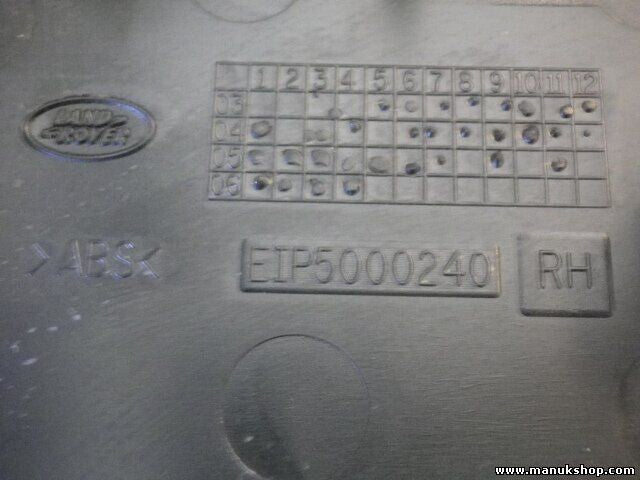 1 2 3 4 5 6 7 8 9 10 11 12
03
04
05
06
LAND
ROVER
>ABS<
EIP5000240
RH
www.manukshop.com